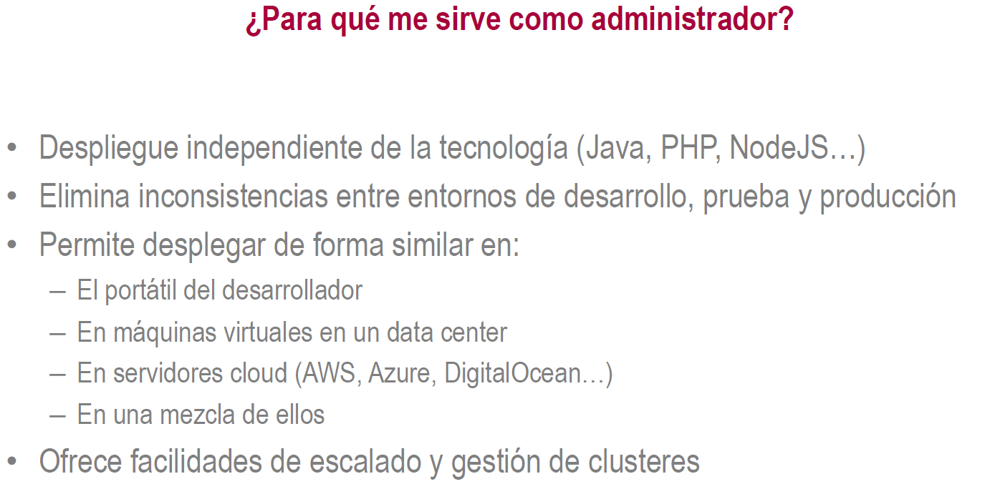 ¿Para qué me sirve como administrador?
• Despliegue independiente de la tecnología (Java, PHP, NodeJS…)
• Elimina inconsistencias entre entornos de desarrollo, prueba y producción
• Permite desplegar de forma similar en:
– El portátil del desarrollador
– En máquinas virtuales en un data center
– En servidores cloud (AWS, Azure, DigitalOcean…)
– En una mezcla de ellos
• Ofrece facilidades de escalado y gestión de clusteres